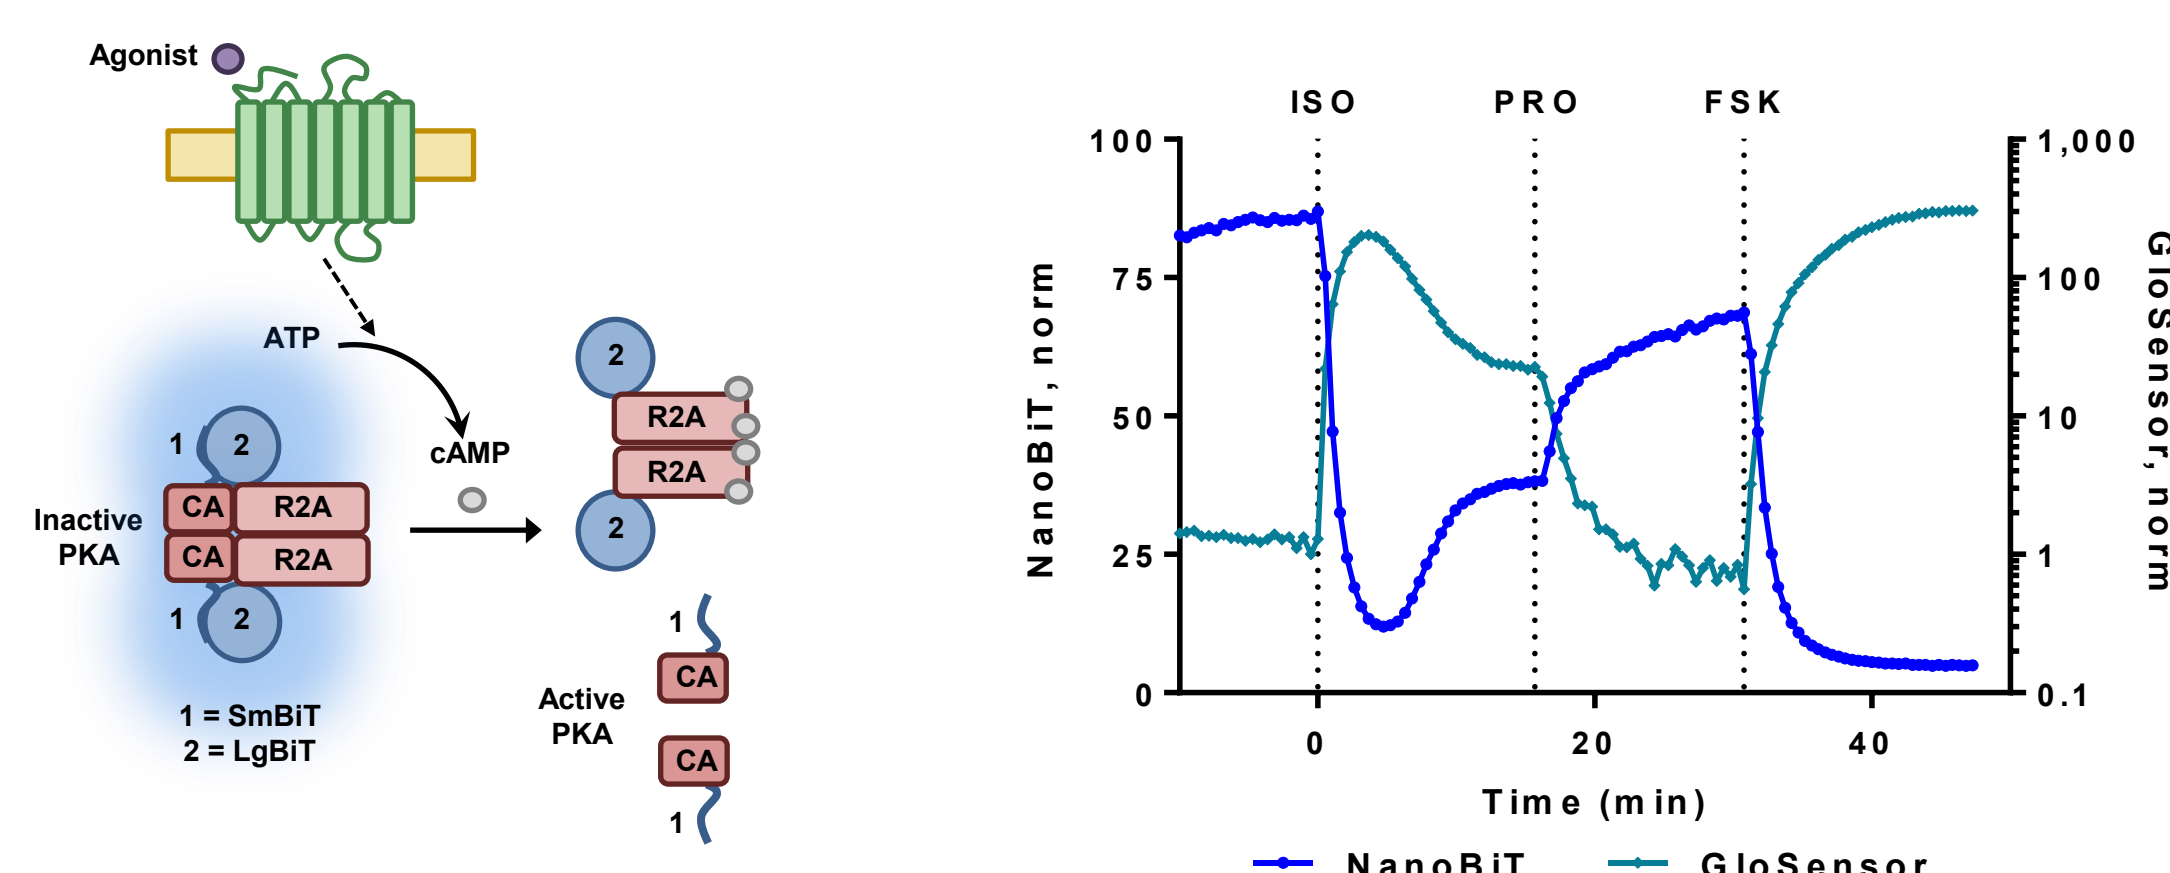 Agonist
ATP
cAMP
1
2
CA
R2A
CA
R2A
1
2
Inactive
PKA
1 = SmBiT
2 = LgBiT
2
R2A
R2A
2
1
CA
Active
PKA
CA
1
ISO
PRO
FSK
100
75
50
25
0
NanoBiT, norm
1,000
100
10
1
0.1
GloSensor, norm
0
20
40
Time (min)
NanoBiT
GloSensor